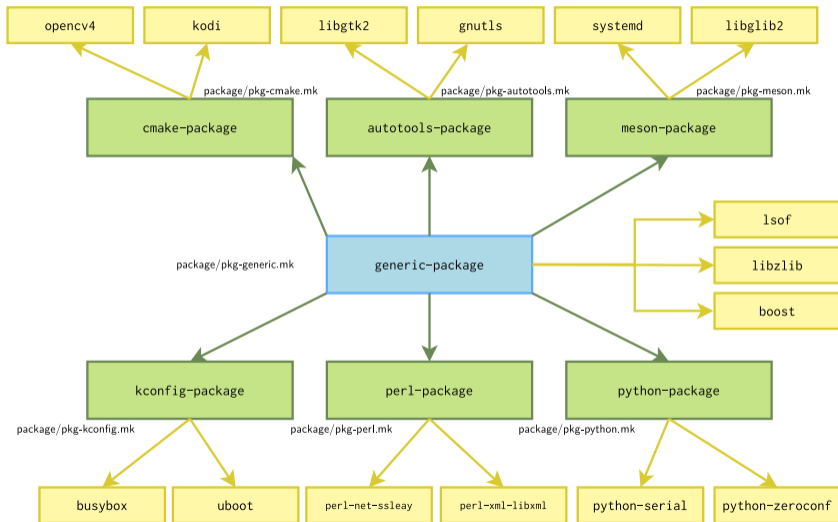 opencv4
kodi
libgtk2
gnutls
systemd
libglib2
package/pkg-cmake.mk
package/pkg-autotools.mk
package/pkg-meson.mk
cmake-package
autotools-package
meson-package
lsof
package/pkg-generic.mk
generic-package
libzlib
boost
kconfig-package
perl-package
python-package
package/pkg-kconfig.mk
package/pkg-perl.mk
package/pkg-python.mk
busybox
uboot
perl-net-ssleay
perl-xml-libxml
python-serial
python-zeroconf